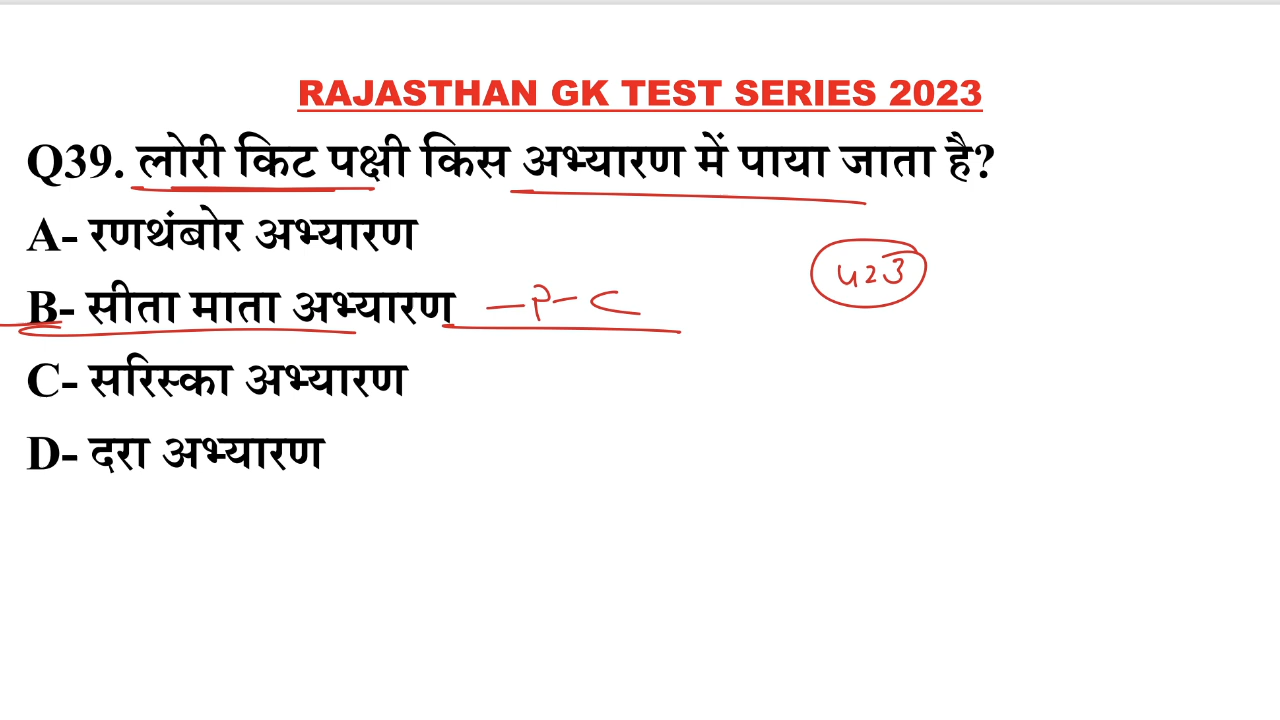 RAJASTHAN GK TEST SERIES 2023
Q39. लोरी किट पक्षी किस अभ्यारण में पाया जाता है?
A- रणथंबोर अभ्यारण
423
B- सीता माता अभ्यारण -P-C
C- सरिस्का अभ्यारण
D- दरा अभ्यारण